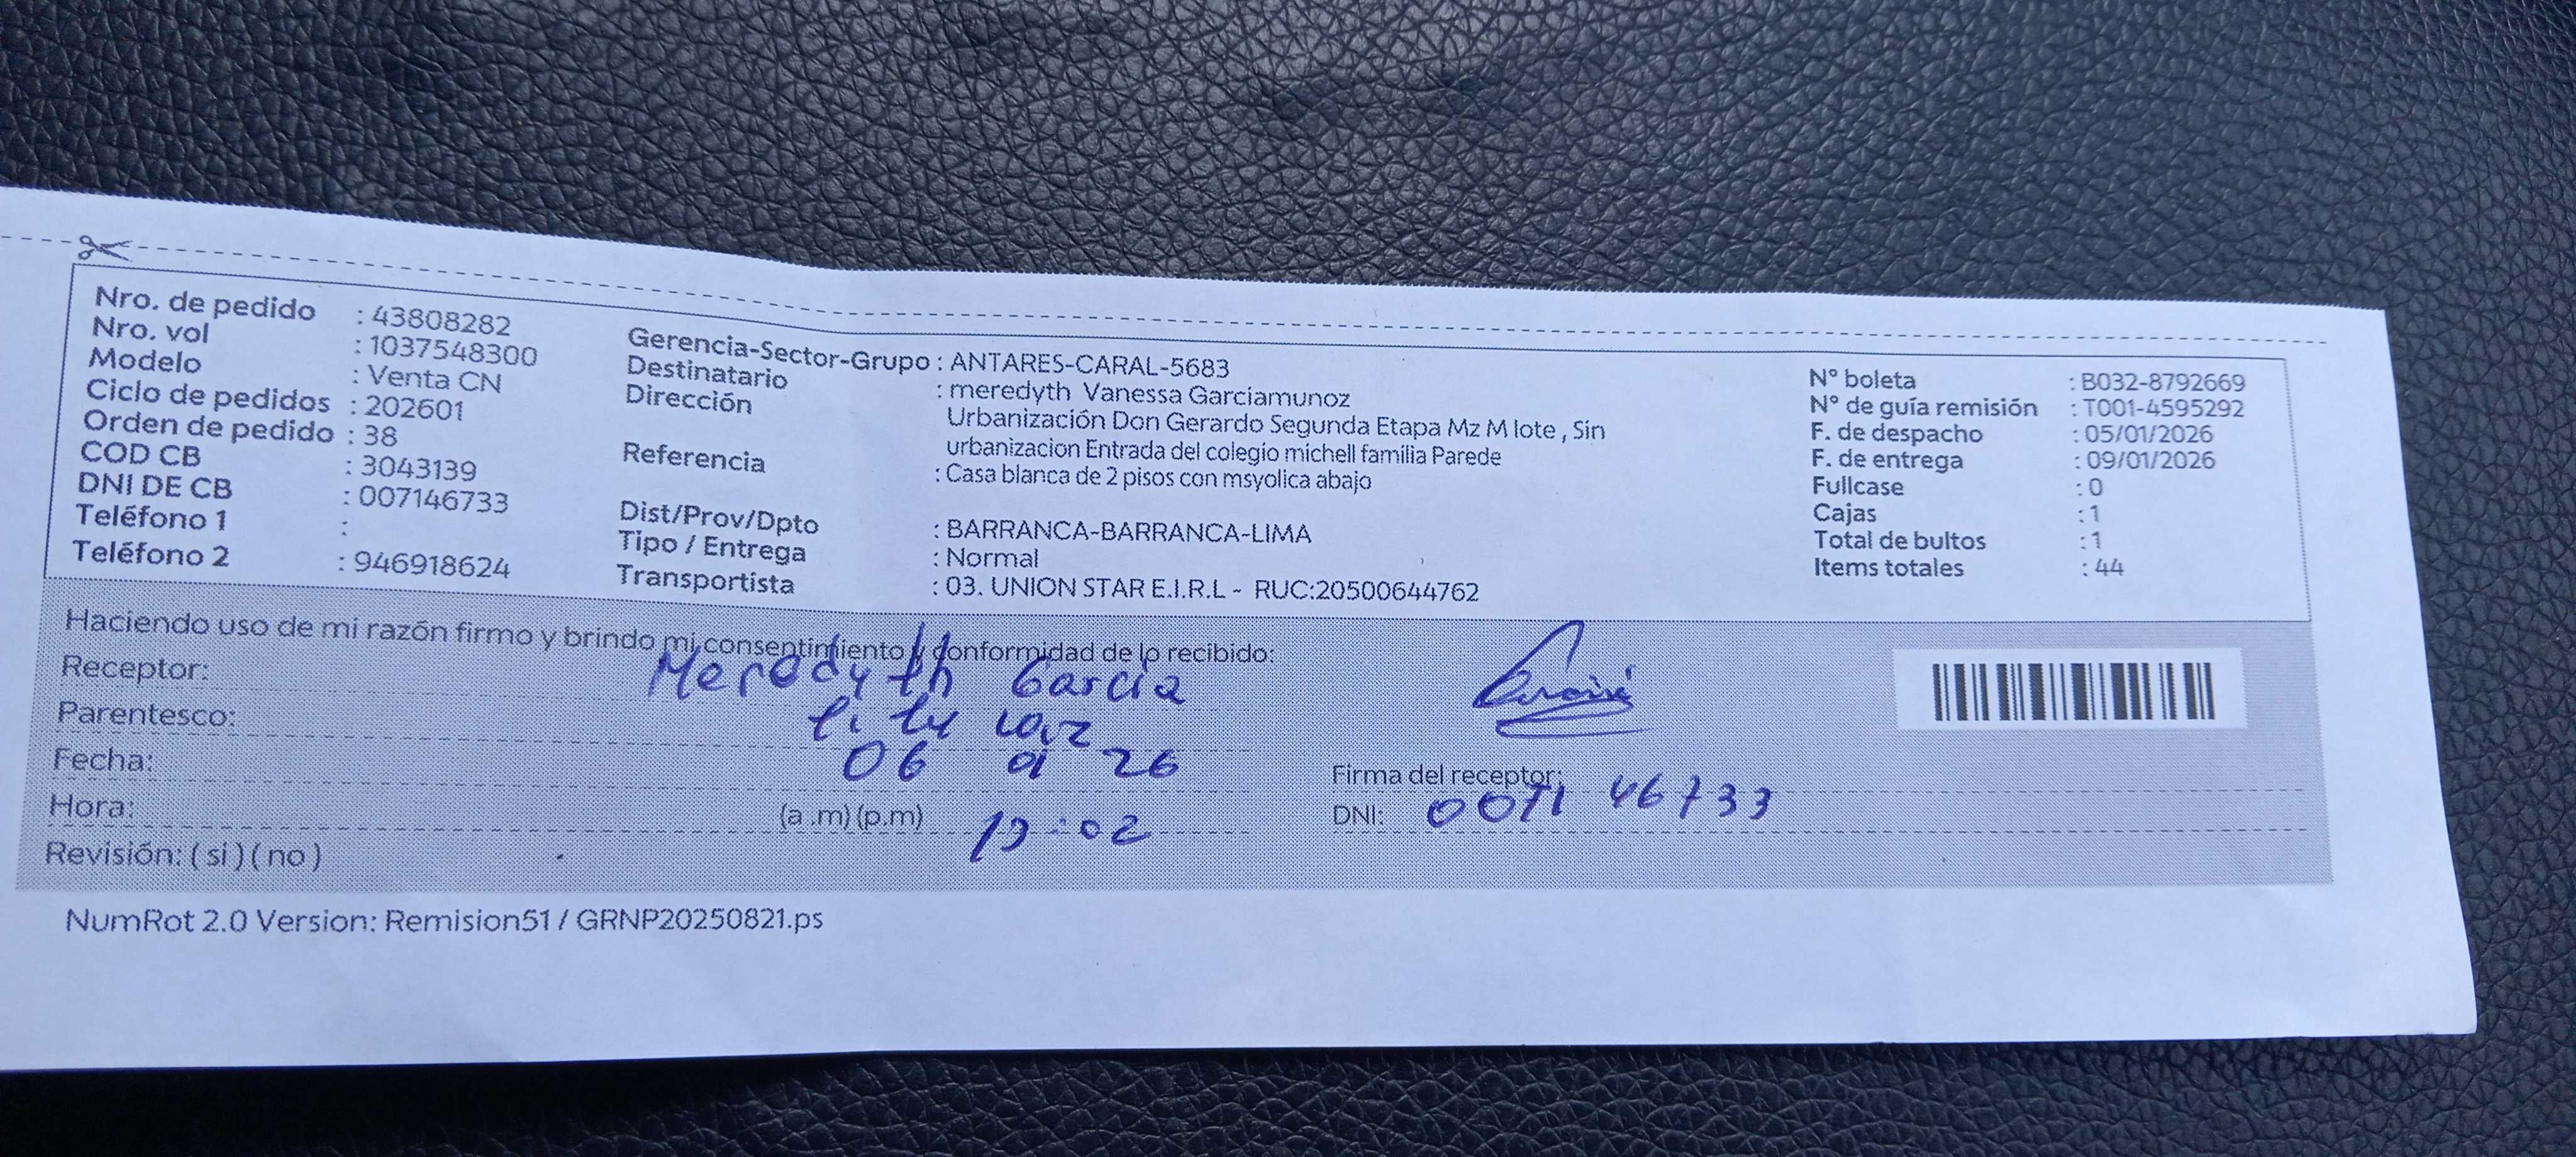 Nro. de pedido : 43808282
Nro. vol : 1037548300
Modelo : Venta CN
Ciclo de pedidos : 202601
Orden de pedido : 38
COD CB : 3043139
DNI DE CB : 007146733
Teléfono 1 :
Teléfono 2 : 946918624
Gerencia-Sector-Grupo : ANTARES-CARAL-5683
Destinatario : meredyth Vanessa Garciamunoz
Dirección Urbanización Don Gerardo Segunda Etapa Mz M lote , Sin
urbanizacion Entrada del colegio michell familia Parede
Referencia : Casa blanca de 2 pisos con msyolica abajo
Dist/Prov/Dpto : BARRANCA-BARRANCA-LIMA
Tipo / Entrega : Normal
Transportista : 03. UNION STAR E.I.R.L - RUC:20500644762
N° boleta : B032-8792669
N° de guía remisión : T001-4595292
F. de despacho : 05/01/2026
F. de entrega : 09/01/2026
Fullcase : 0
Cajas : 1
Total de bultos : 1
Items totales : 44
Haciendo uso de mi razón firmo y brindo mi consentimiento y conformidad de lo recibido:
Receptor: Meredyth Garcia
Parentesco:
Fecha: 06 01 26
Hora: (a .m) (p.m)
Revisión: ( si ) ( no )
Firma del receptor:
DNI: 0071 46733
NumRot 2.0 Version: Remision51 / GRNP20250821.ps